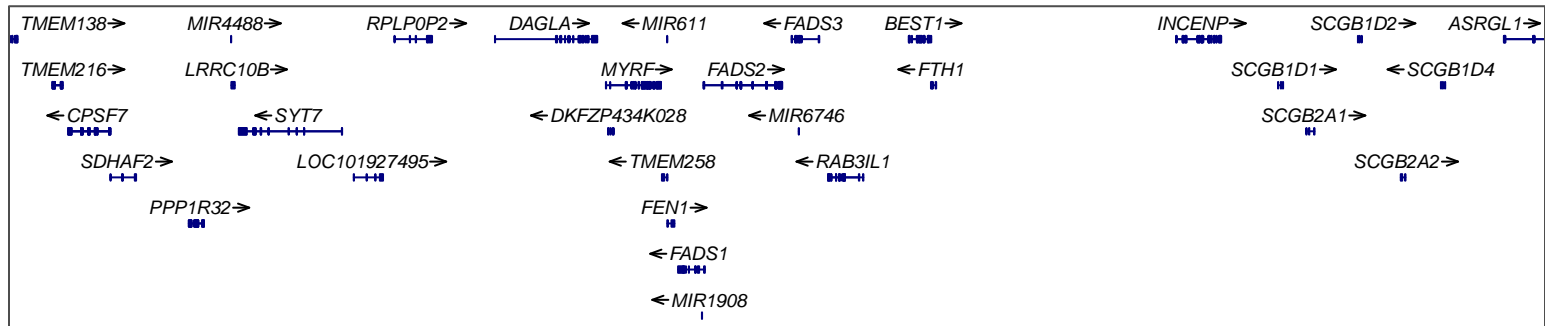 TMEM138→ MIR4488→ RPLP0P2→ DAGLA→ ←MIR611 ←FADS3 BEST1→ INCENP→ SCGB1D2→ ASRGL1→
TMEM216→ LRRC10B→ MYRF→ FADS2→ ←FTH1 SCGB1D1→ ←SCGB1D4
←CPSF7 ←SYT7 ←DKFZP434K028 ←MIR6746 SCGB2A1→
SDHAF2→ LOC101927495→ ←TMEM258 ←RAB3IL1 SCGB2A2→
PPP1R32→ FEN1→
←FADS1
←MIR1908